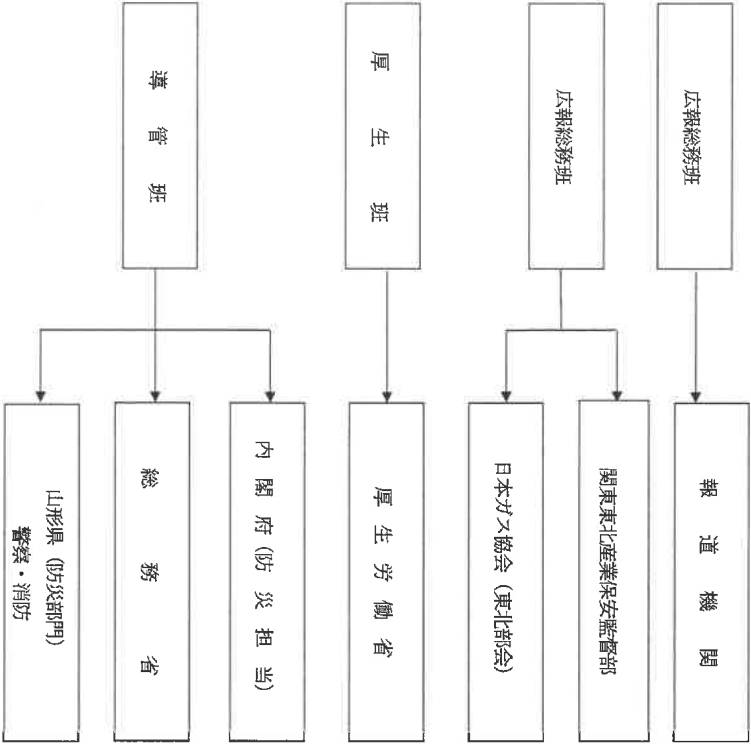 広報総務班
報道機関
広報総務班
関東東北産業保安監督部
日本ガス協会（東北部会）
厚生班
厚生労働省
導管班
内閣府（防災担当）
総務省
山形県（防災部門）
警察・消防